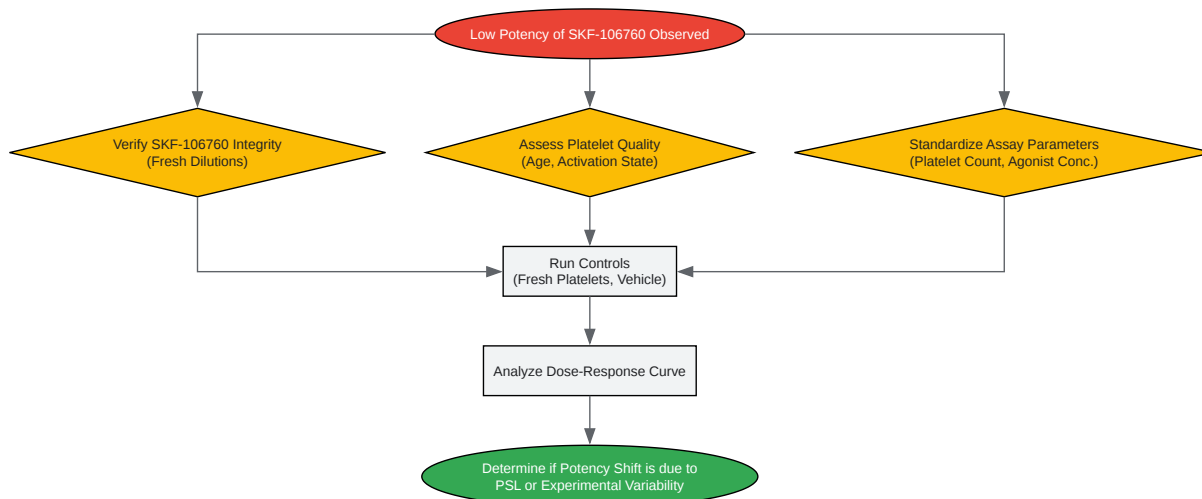 Low Potency of SKF-106760 Observed
Verify SKF-106760 Integrity
(Fresh Dilutions)
Assess Platelet Quality
(Age, Activation State)
Standardize Assay Parameters
(Platelet Count, Agonist Conc.)
Run Controls
(Fresh Platelets, Vehicle)
Analyze Dose-Response Curve
Determine if Potency Shift is due to
PSL or Experimental Variability